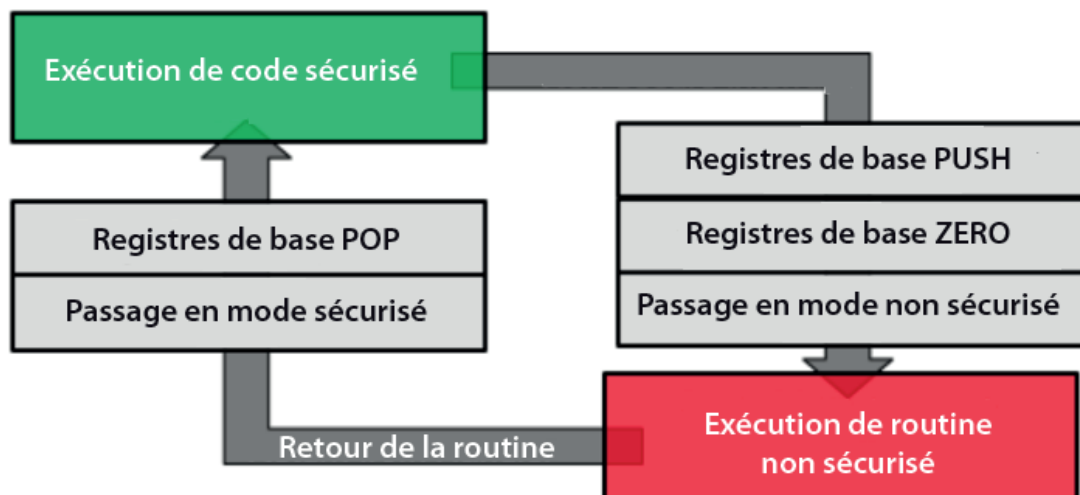 Exécution de code sécurisé
Registres de base PUSH
Registres de base ZERO
Passage en mode non sécurisé
Exécution de routine
non sécurisé
Retour de la routine
Passage en mode sécurisé
Registres de base POP